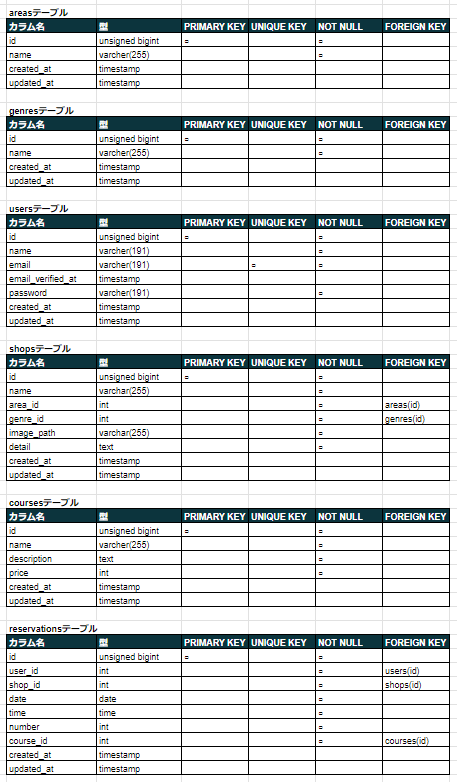 areasテーブル
カラム名 型 PRIMARY KEY UNIQUE KEY NOT NULL FOREIGN KEY
id unsigned bigint = =
name varcher(255) =
created_at timestamp
updated_at timestamp
genresテーブル
カラム名 型 PRIMARY KEY UNIQUE KEY NOT NULL FOREIGN KEY
id unsigned bigint = =
name varcher(255) =
created_at timestamp
updated_at timestamp
usersテーブル
カラム名 型 PRIMARY KEY UNIQUE KEY NOT NULL FOREIGN KEY
id unsigned bigint = =
name varcher(191) =
email varcher(191) = =
email_verified_at timestamp
password varcher(191) =
created_at timestamp
updated_at timestamp
shopsテーブル
カラム名 型 PRIMARY KEY UNIQUE KEY NOT NULL FOREIGN KEY
id unsigned bigint = =
name varchar(255) =
area_id int = areas(id)
genre_id int = genres(id)
image_path varchar(255) =
detail text =
created_at timestamp
updated_at timestamp
coursesテーブル
カラム名 型 PRIMARY KEY UNIQUE KEY NOT NULL FOREIGN KEY
id unsigned bigint = =
name varcher(255) =
description text =
price int =
created_at timestamp
updated_at timestamp
reservationsテーブル
カラム名 型 PRIMARY KEY UNIQUE KEY NOT NULL FOREIGN KEY
id unsigned bigint = =
user_id int = users(id)
shop_id int = shops(id)
date date =
time time =
number int =
course_id int = courses(id)
created_at timestamp
updated_at timestamp